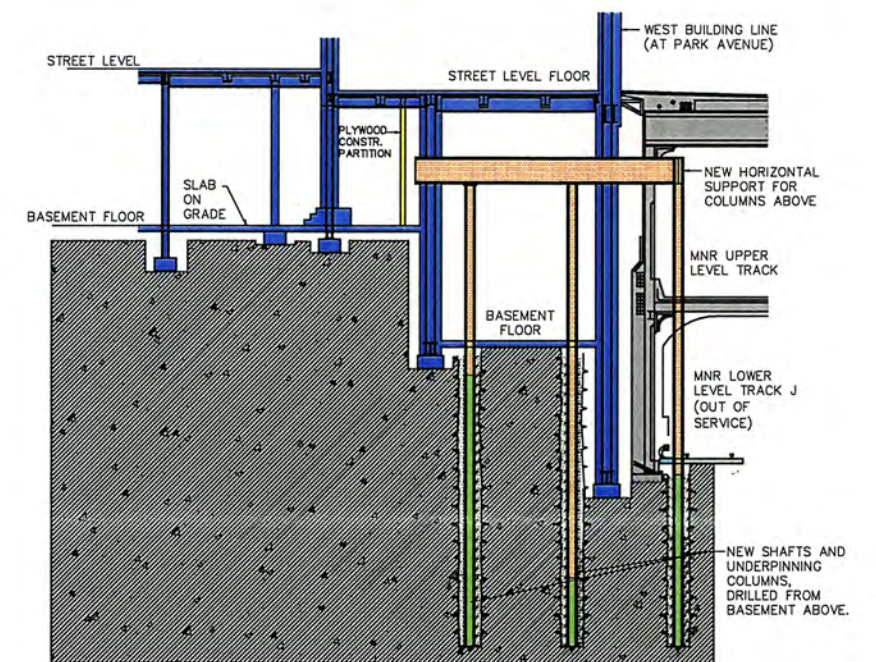 WEST BUILDING LINE
(AT PARK AVENUE)
STREET LEVEL
STREET LEVEL FLOOR
PLYWOOD
CONSTR.
PARTITION
SLAB
ON
GRADE
NEW HORIZONTAL
SUPPORT FOR
COLUMNS ABOVE
BASEMENT FLOOR
MNR UPPER
LEVEL TRACK
BASEMENT
FLOOR
MNR LOWER
LEVEL TRACK J
(OUT OF
SERVICE)
NEW SHAFTS AND
UNDERPINNING
COLUMNS,
DRILLED FROM
BASEMENT ABOVE.